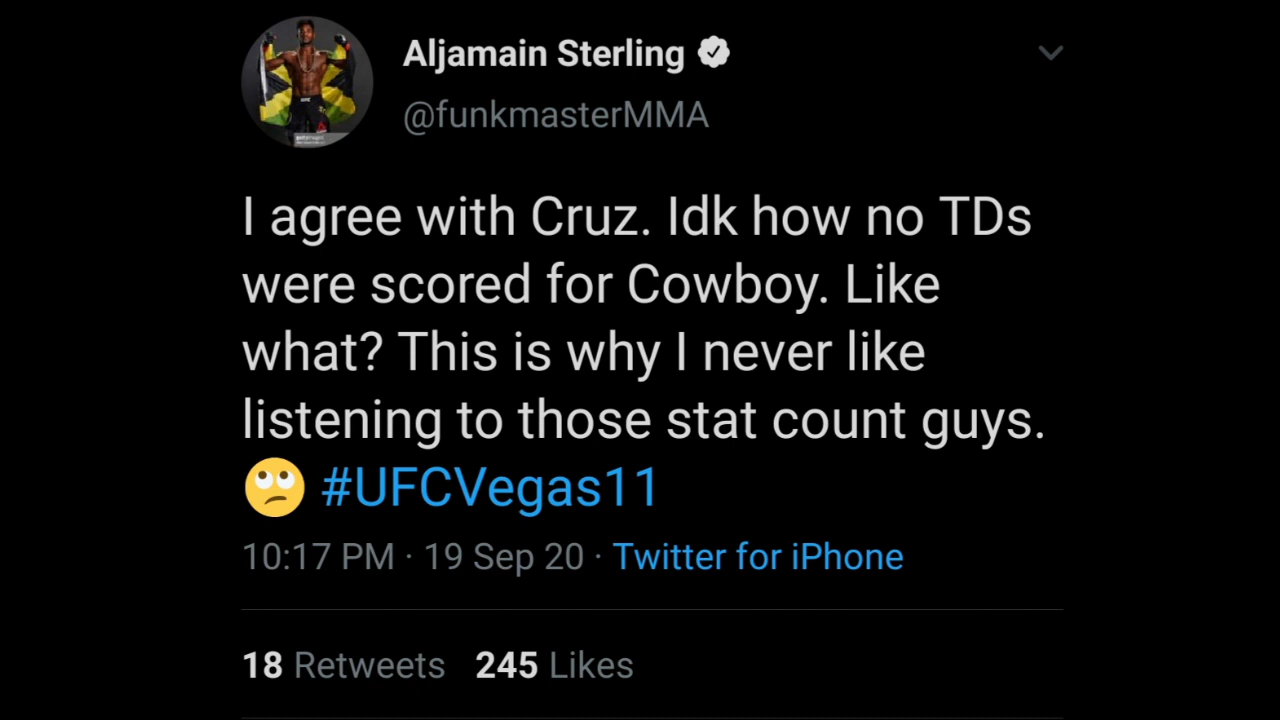 Aljamain Sterling
@funkmasterMMA
I agree with Cruz. Idk how no TDs
were scored for Cowboy. Like
what? This is why I never like
listening to those stat count guys.
🙄 #UFCVegas11
10:17 PM · 19 Sep 20 · Twitter for iPhone
18 Retweets 245 Likes